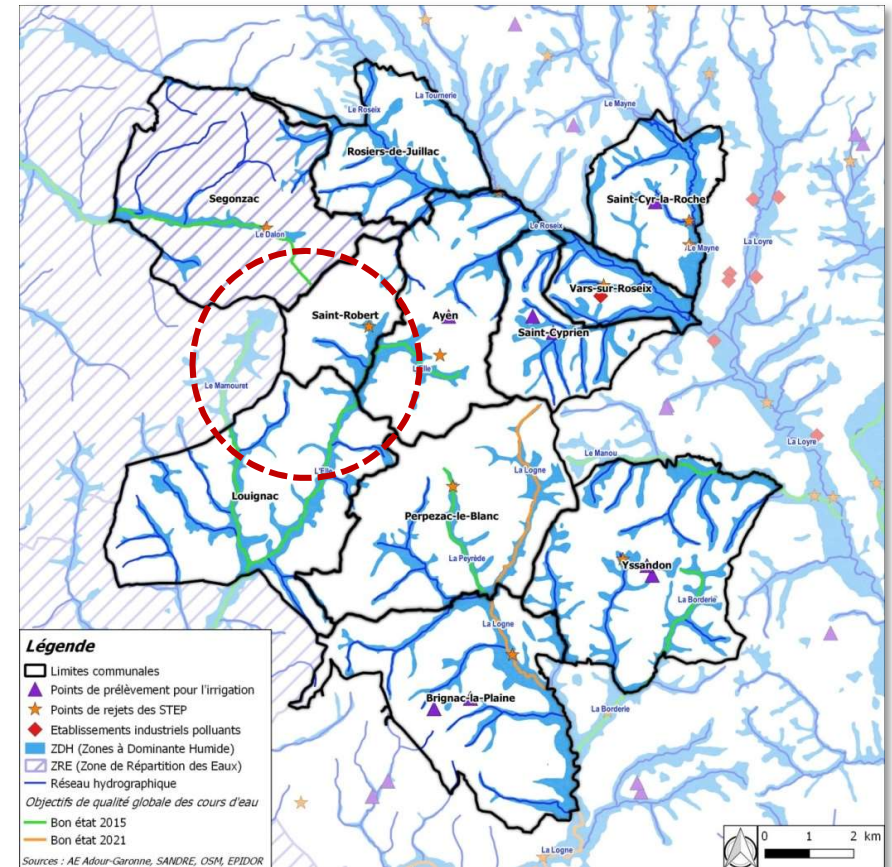 La Tournerie
Le Roseix
Le Mayne
Rosiers-de-Juillac
Segonzac
Saint-Cyr-la-Roche
Le Roseix
Le Dalon
Le Mayne
La Loyre
Vars-sur-Roseix
Saint-Robert
Ayen
Saint-Cyprien
Le Mamouret
La Loyre
Le Manou
L'Elle
La Logne
Louignac
Perpezac-le-Blanc
La Peyrède
Yssandon
La Borderie
La Logne
Brignac-la-Plaine
La Borderie
La Logne
Légende
Limites communales
Points de prélèvement pour l'irrigation
Points de rejets des STEP
Etablissements industriels polluants
ZDH (Zones à Dominante Humide)
ZRE (Zone de Répartition des Eaux)
Réseau hydrographique
Objectifs de qualité globale des cours d'eau
Bon état 2015
Bon état 2021
Sources : AE Adour-Garonne, SANDRE, OSM, EPIDOR
0 1 2 km